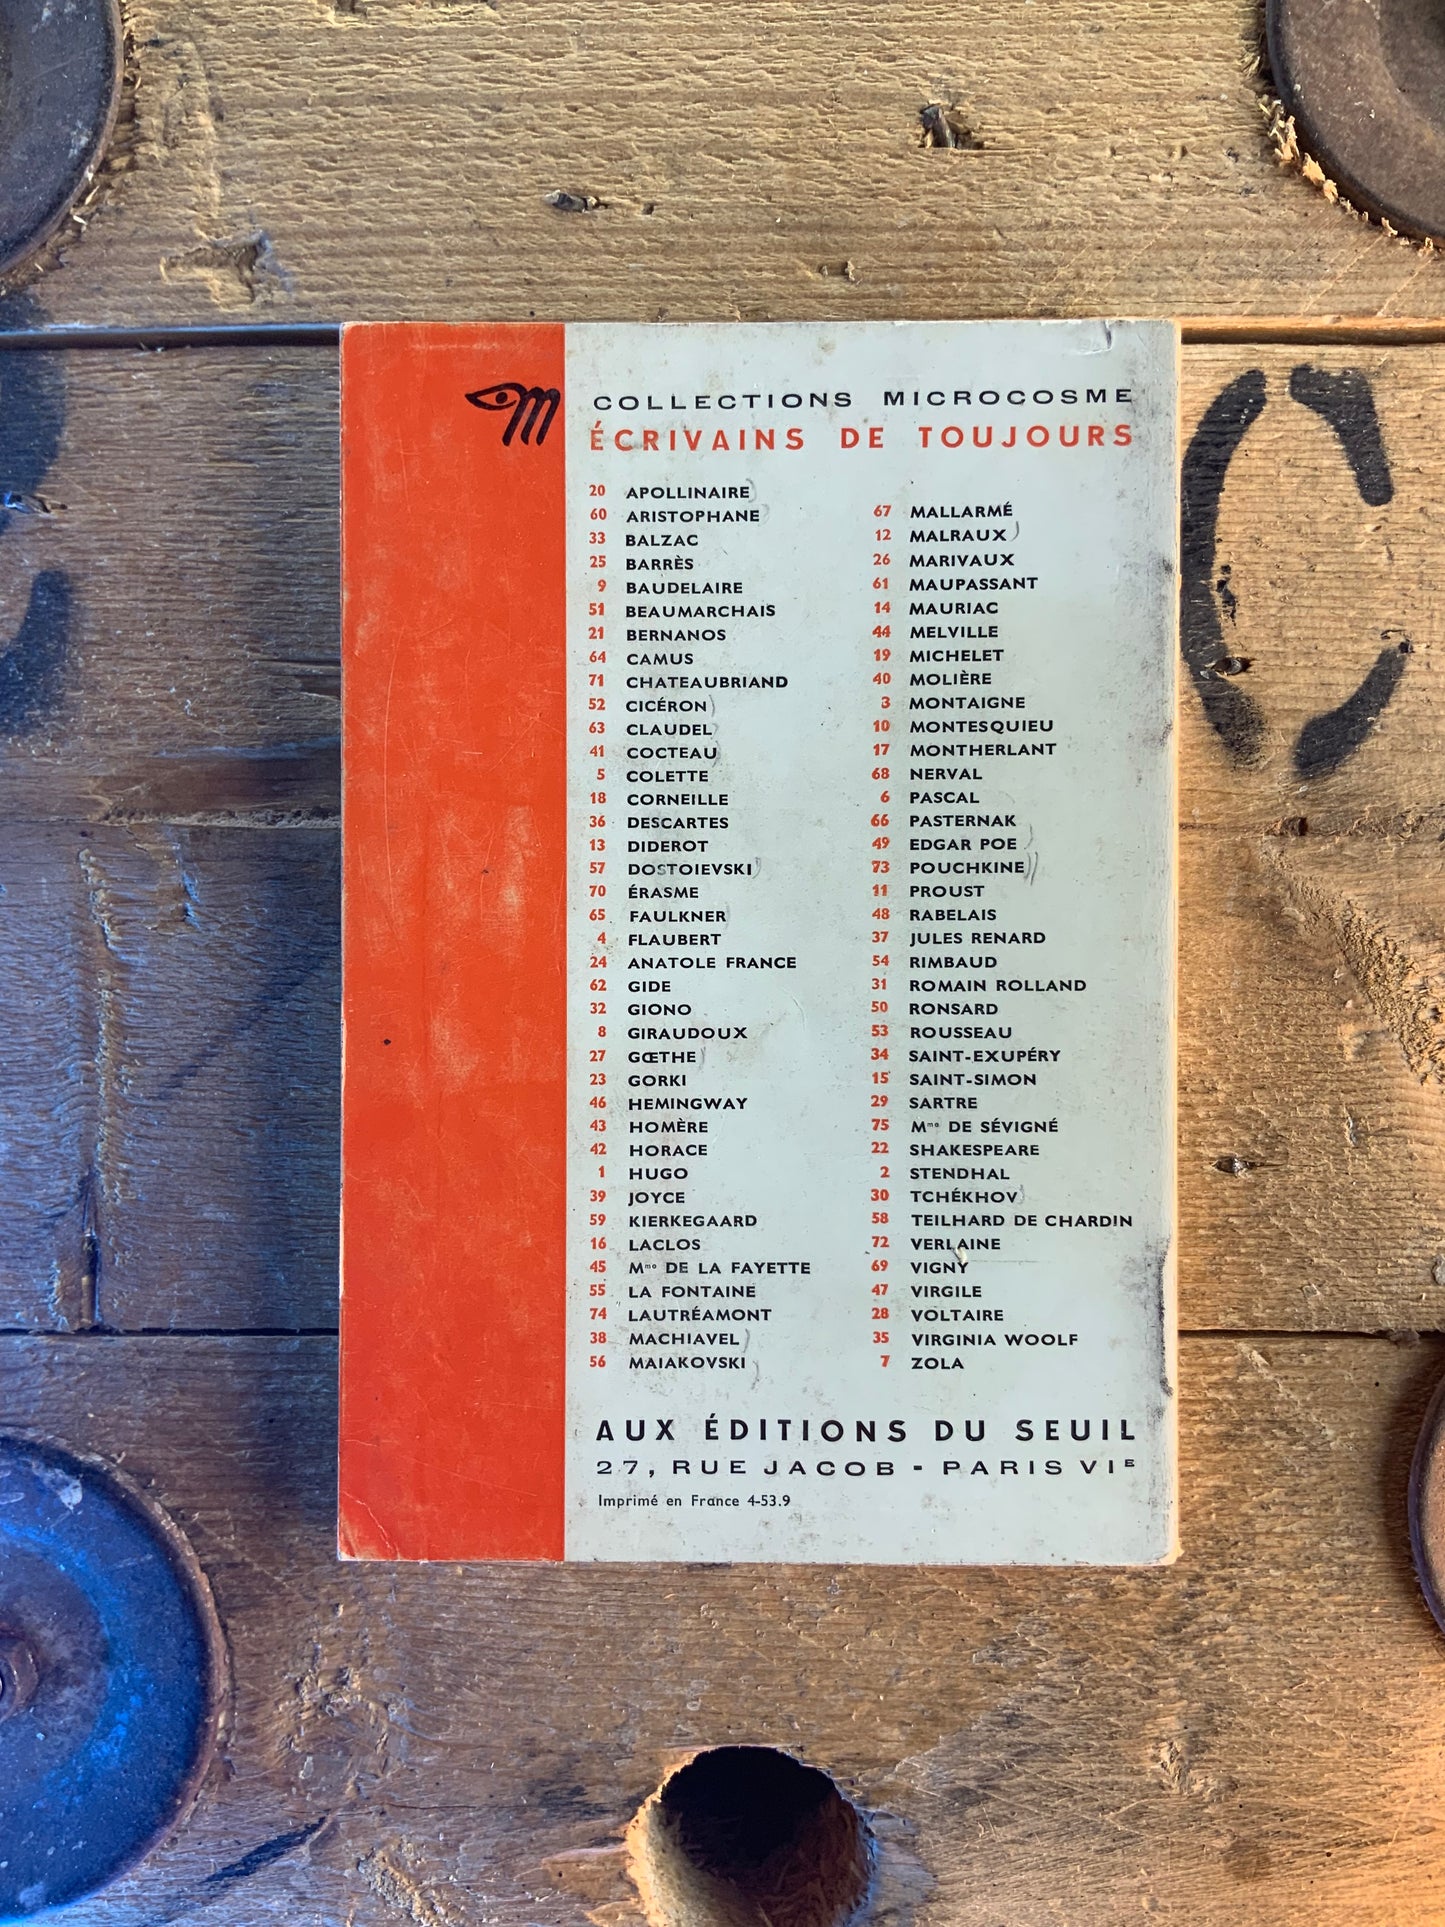 COLLECTIONS MICROCOSME
ÉCRIVAINS DE TOUJOURS
20 APOLLINAIRE
60 ARISTOPHANE
33 BALZAC
25 BARRÈS
9 BAUDELAIRE
51 BEAUMARCHAIS
21 BERNANOS
64 CAMUS
71 CHATEAUBRIAND
52 CICÉRON
63 CLAUDEL
41 COCTEAU
5 COLETTE
18 CORNEILLE
36 DESCARTES
13 DIDEROT
57 DOSTOIEVSKI
70 ÉRASME
65 FAULKNER
4 FLAUBERT
24 ANATOLE FRANCE
62 GIDE
32 GIONO
8 GIRAUDOUX
27 GŒTHE
23 GORKI
46 HEMINGWAY
43 HOMÈRE
42 HORACE
1 HUGO
39 JOYCE
59 KIERKEGAARD
16 LACLOS
45 Mme DE LA FAYETTE
55 LA FONTAINE
74 LAUTRÉAMONT
38 MACHIAVEL
56 MAIAKOVSKI
67 MALLARMÉ
12 MALRAUX
26 MARIVAUX
61 MAUPASSANT
14 MAURIAC
44 MELVILLE
19 MICHELET
40 MOLIÈRE
3 MONTAIGNE
10 MONTESQUIEU
17 MONTHERLANT
68 NERVAL
6 PASCAL
66 PASTERNAK
49 EDGAR POE
73 POUCHKINE
11 PROUST
48 RABELAIS
37 JULES RENARD
54 RIMBAUD
31 ROMAIN ROLLAND
50 RONSARD
53 ROUSSEAU
34 SAINT-EXUPÉRY
15 SAINT-SIMON
29 SARTRE
75 Mme DE SÉVIGNÉ
22 SHAKESPEARE
2 STENDHAL
30 TCHÉKHOV
58 TEILHARD DE CHARDIN
72 VERLAINE
69 VIGNY
47 VIRGILE
28 VOLTAIRE
35 VIRGINIA WOOLF
7 ZOLA
AUX ÉDITIONS DU SEUIL
27, RUE JACOB - PARIS VIE
Imprimé en France 4-53.9
C